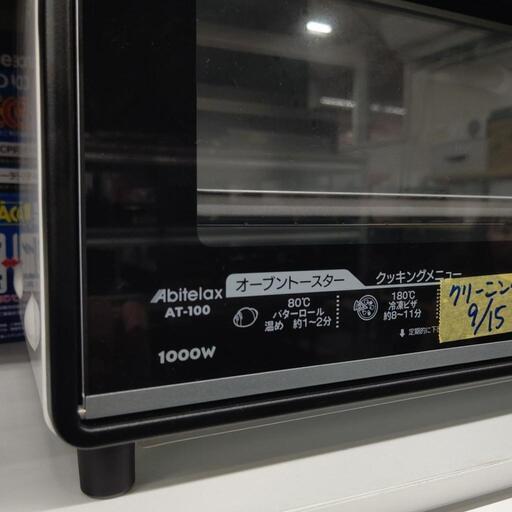 Abitelax
AT-100
オーブントースター
クッキングメニュー
80℃
バターロール
温め 約1~2分
180℃
冷凍ピザ
約8~11分
クリーニング
9/15
1000W